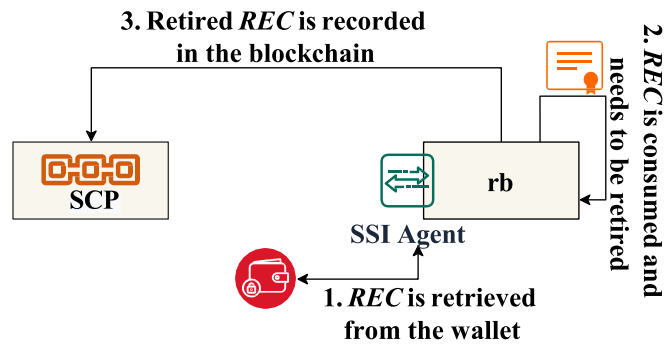 3. Retired REC is recorded
in the blockchain
2. REC is consumed and
needs to be retired
SCP
rb
SSI Agent
1. REC is retrieved
from the wallet